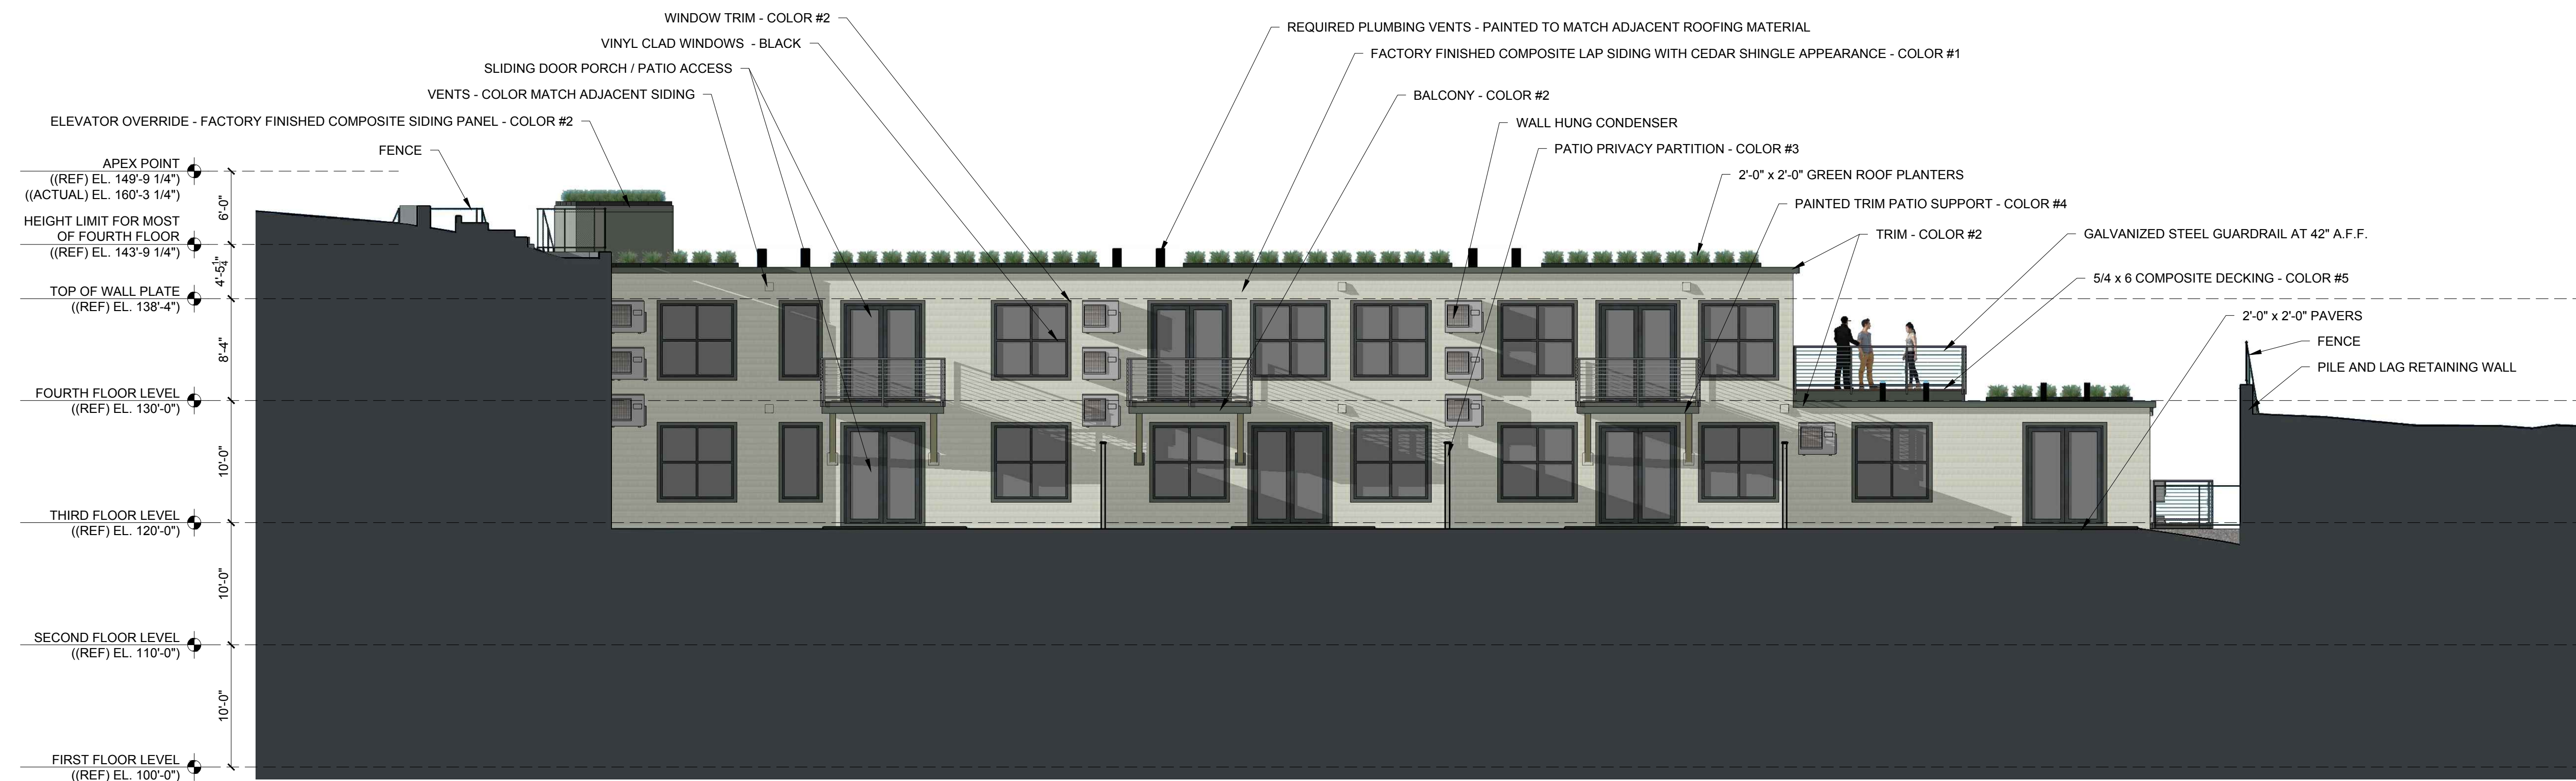 WINDOW TRIM - COLOR #2
VINYL CLAD WINDOWS - BLACK
SLIDING DOOR PORCH / PATIO ACCESS
VENTS - COLOR MATCH ADJACENT SIDING
ELEVATOR OVERRIDE - FACTORY FINISHED COMPOSITE SIDING PANEL - COLOR #2
FENCE
REQUIRED PLUMBING VENTS - PAINTED TO MATCH ADJACENT ROOFING MATERIAL
FACTORY FINISHED COMPOSITE LAP SIDING WITH CEDAR SHINGLE APPEARANCE - COLOR #1
BALCONY - COLOR #2
WALL HUNG CONDENSER
PATIO PRIVACY PARTITION - COLOR #3
2'-0" x 2'-0" GREEN ROOF PLANTERS
PAINTED TRIM PATIO SUPPORT - COLOR #4
TRIM - COLOR #2
GALVANIZED STEEL GUARDRAIL AT 42" A.F.F.
5/4 x 6 COMPOSITE DECKING - COLOR #5
2'-0" x 2'-0" PAVERS
FENCE
PILE AND LAG RETAINING WALL
APEX POINT
((REF) EL. 149'-9 1/4")
((ACTUAL) EL. 160'-3 1/4")
6'-0"
HEIGHT LIMIT FOR MOST
OF FOURTH FLOOR
((REF) EL. 143'-9 1/4")
4'-5 1/4"
TOP OF WALL PLATE
((REF) EL. 138'-4")
8'-4"
FOURTH FLOOR LEVEL
((REF) EL. 130'-0")
10'-0"
THIRD FLOOR LEVEL
((REF) EL. 120'-0")
10'-0"
SECOND FLOOR LEVEL
((REF) EL. 110'-0")
10'-0"
FIRST FLOOR LEVEL
((REF) EL. 100'-0")